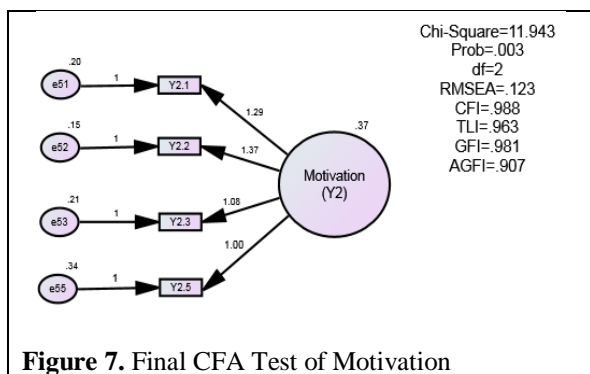 Chi-Square=11.943
Prob=.003
df=2
RMSEA=.123
CFI=.988
TLI=.963
GFI=.981
AGFI=.907
.20
e51
1
Y2.1
1.29
.15
e52
1
Y2.2
1.37
.37
Motivation
(Y2)
.21
e53
1
Y2.3
1.08
.34
e55
1
Y2.5
1.00
Figure 7. Final CFA Test of Motivation